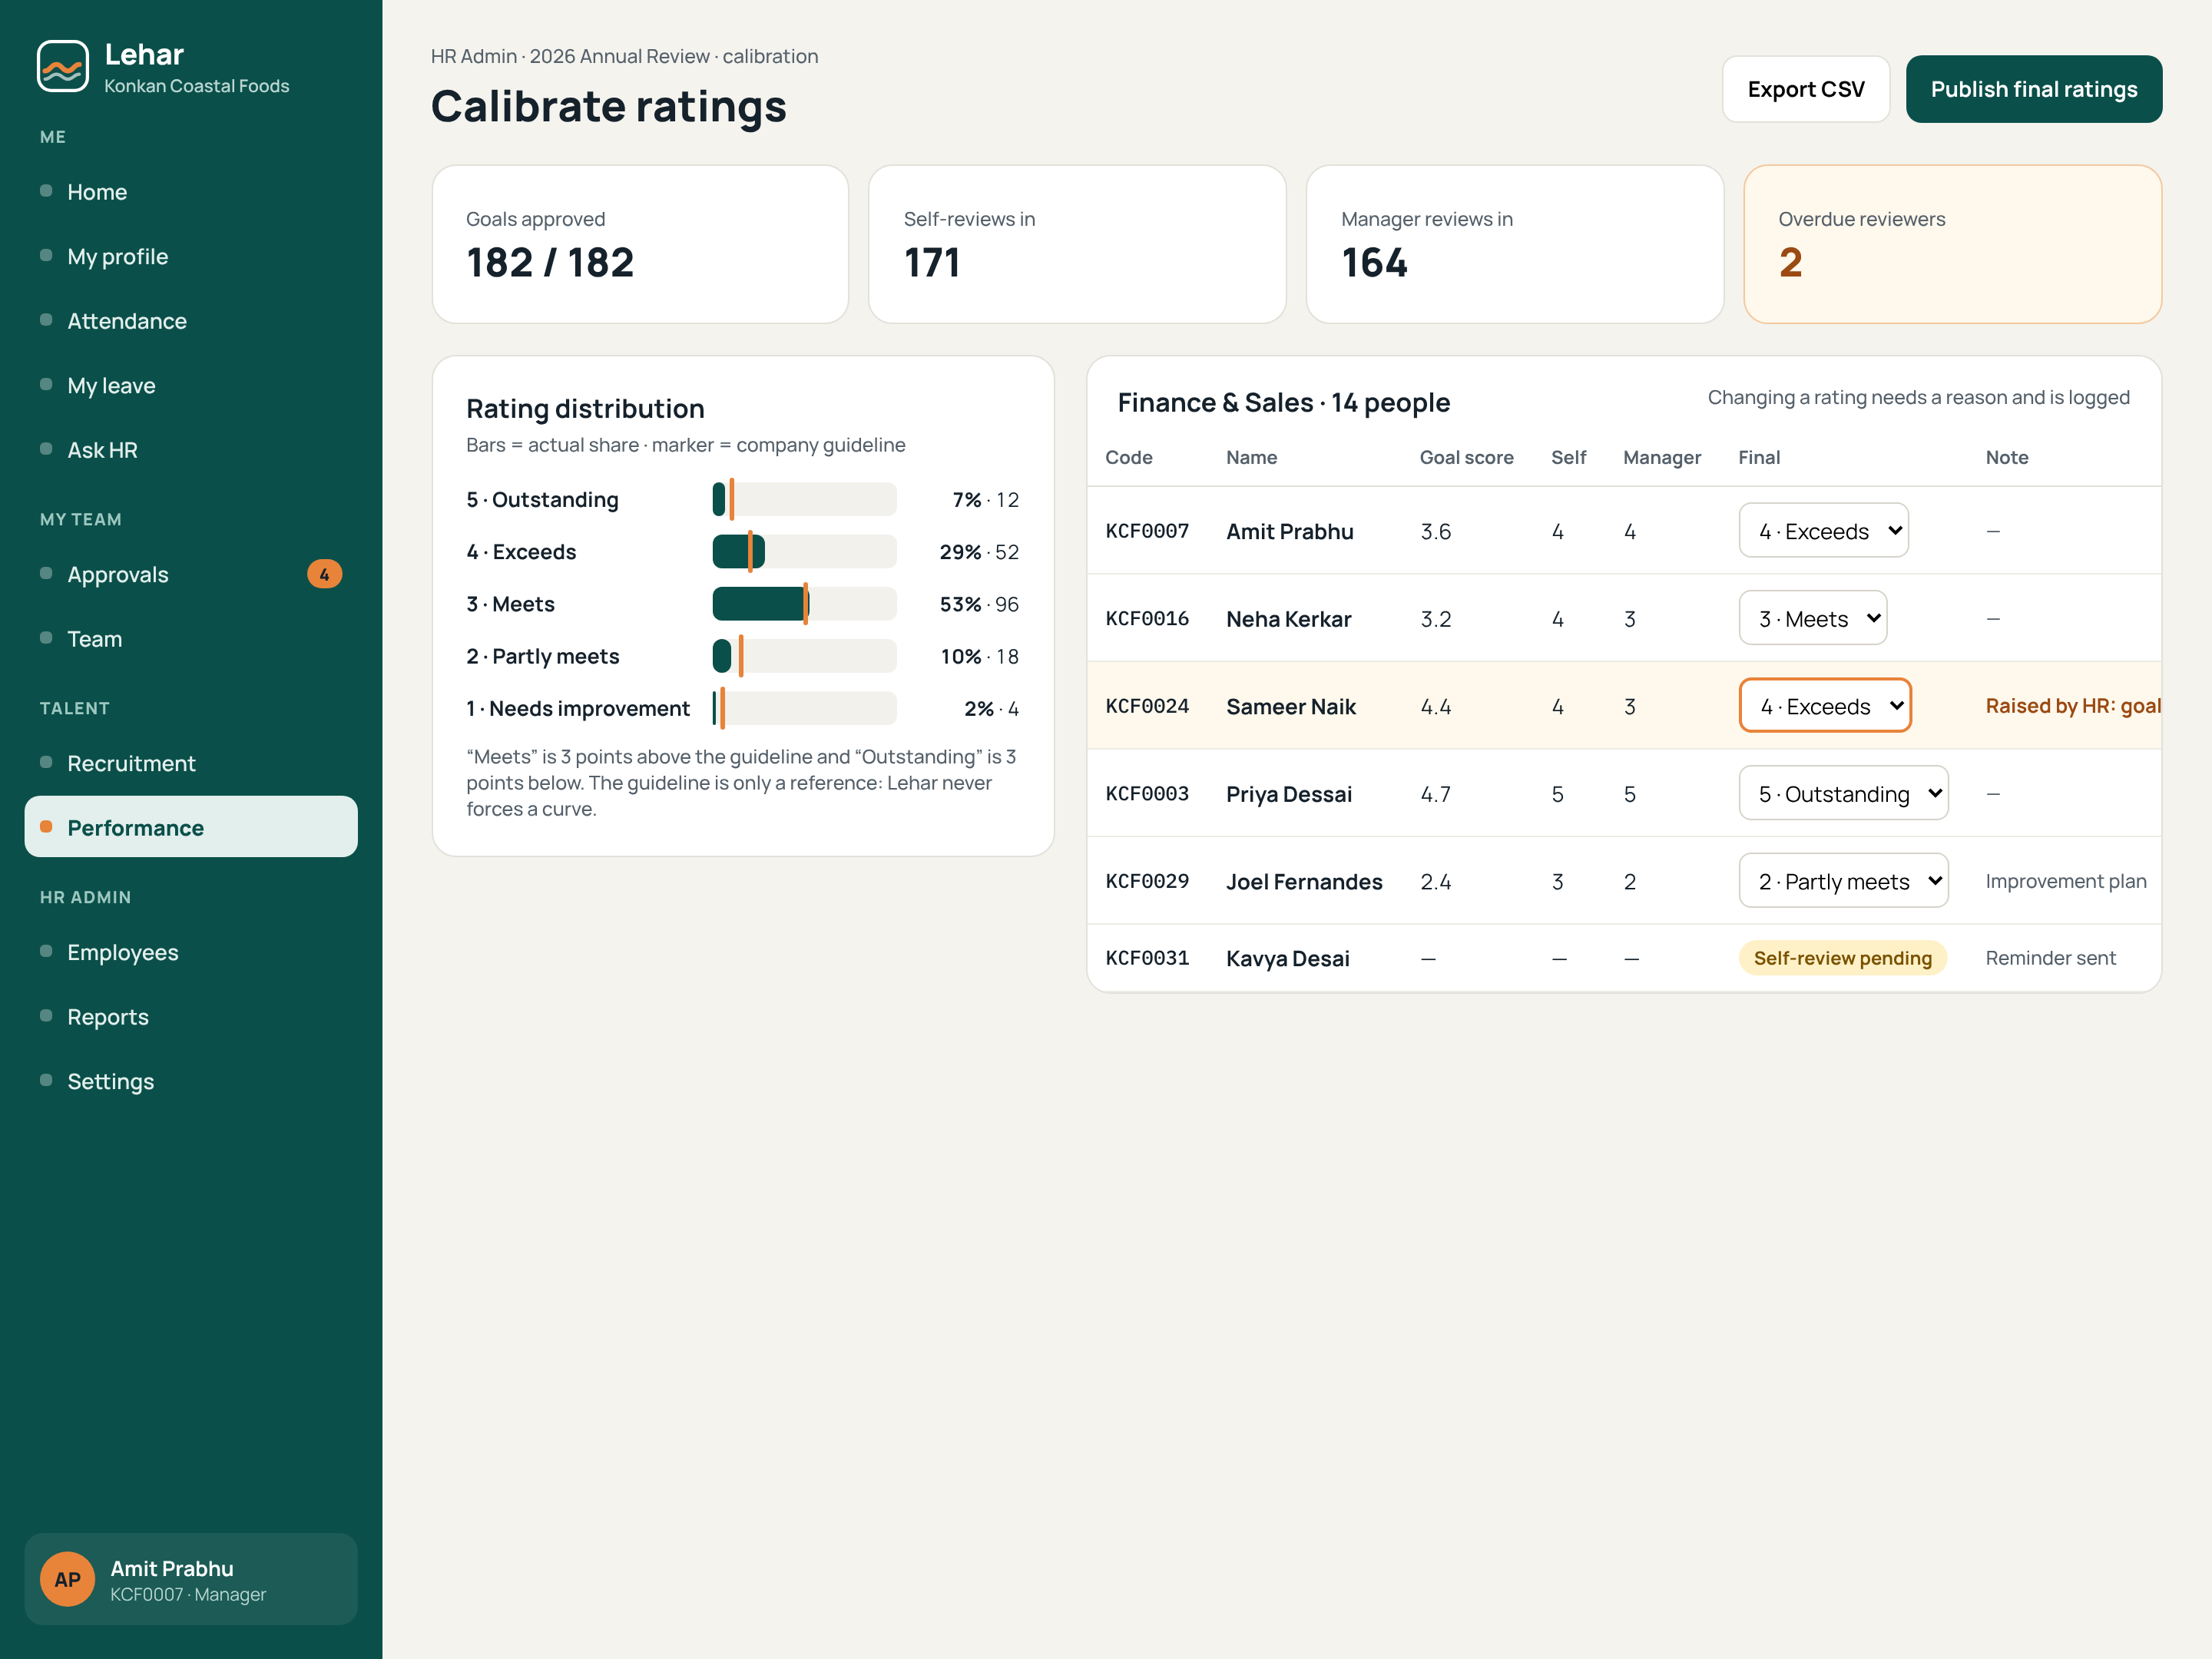 Lehar
Konkan Coastal Foods
ME
Home
My profile
Attendance
My leave
Ask HR
MY TEAM
Approvals 4
Team
TALENT
Recruitment
Performance
HR ADMIN
Employees
Reports
Settings
AP
Amit Prabhu
KCF0007 · Manager
HR Admin · 2026 Annual Review · calibration
Calibrate ratings
Export CSV
Publish final ratings
Goals approved
182 / 182
Self-reviews in
171
Manager reviews in
164
Overdue reviewers
2
Rating distribution
Bars = actual share · marker = company guideline
5 · Outstanding 7% · 12
4 · Exceeds 29% · 52
3 · Meets 53% · 96
2 · Partly meets 10% · 18
1 · Needs improvement 2% · 4
“Meets” is 3 points above the guideline and “Outstanding” is 3
points below. The guideline is only a reference: Lehar never
forces a curve.
Finance & Sales · 14 people
Changing a rating needs a reason and is logged
Code Name Goal score Self Manager Final Note
KCF0007 Amit Prabhu 3.6 4 4 4 · Exceeds —
KCF0016 Neha Kerkar 3.2 4 3 3 · Meets —
KCF0024 Sameer Naik 4.4 4 3 4 · Exceeds Raised by HR: goal
KCF0003 Priya Dessai 4.7 5 5 5 · Outstanding —
KCF0029 Joel Fernandes 2.4 3 2 2 · Partly meets Improvement plan
KCF0031 Kavya Desai — — — Self-review pending Reminder sent